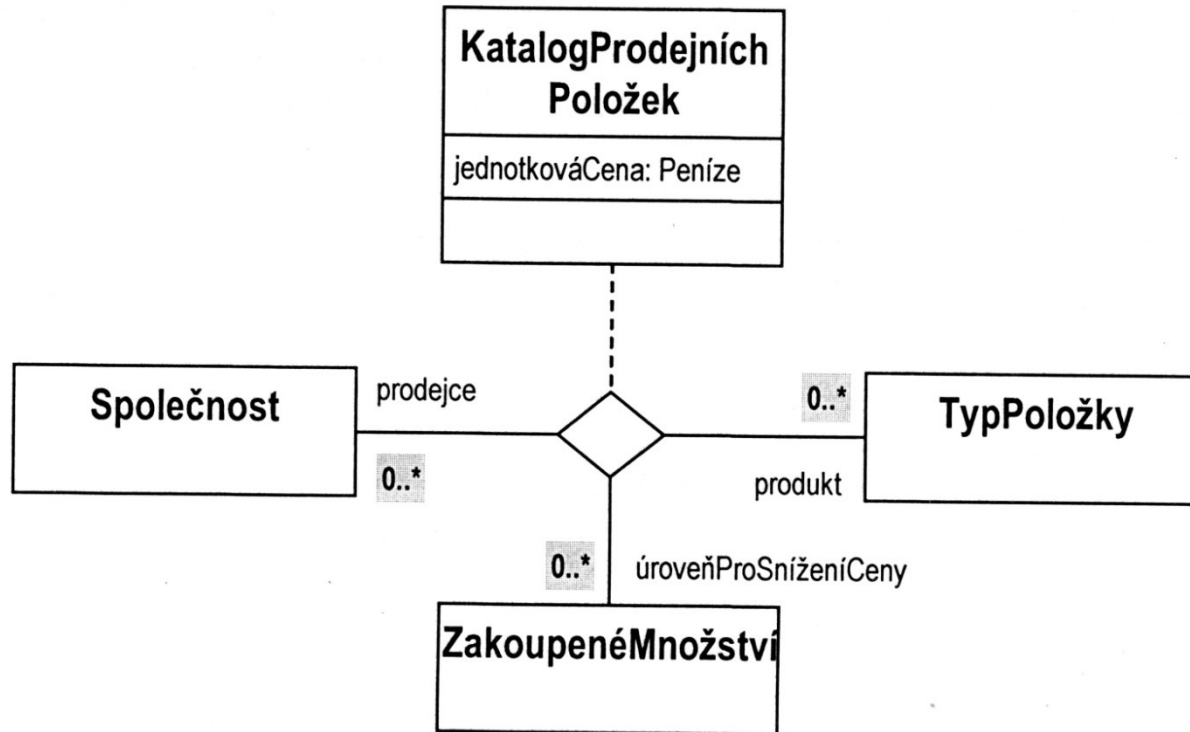 KatalogProdejních
Položek
jednotkováCena: Peníze
Společnost
prodejce
0..*
0..*
TypPoložky
produkt
0..*
úroveňProSníženíCeny
ZakoupenéMnožství